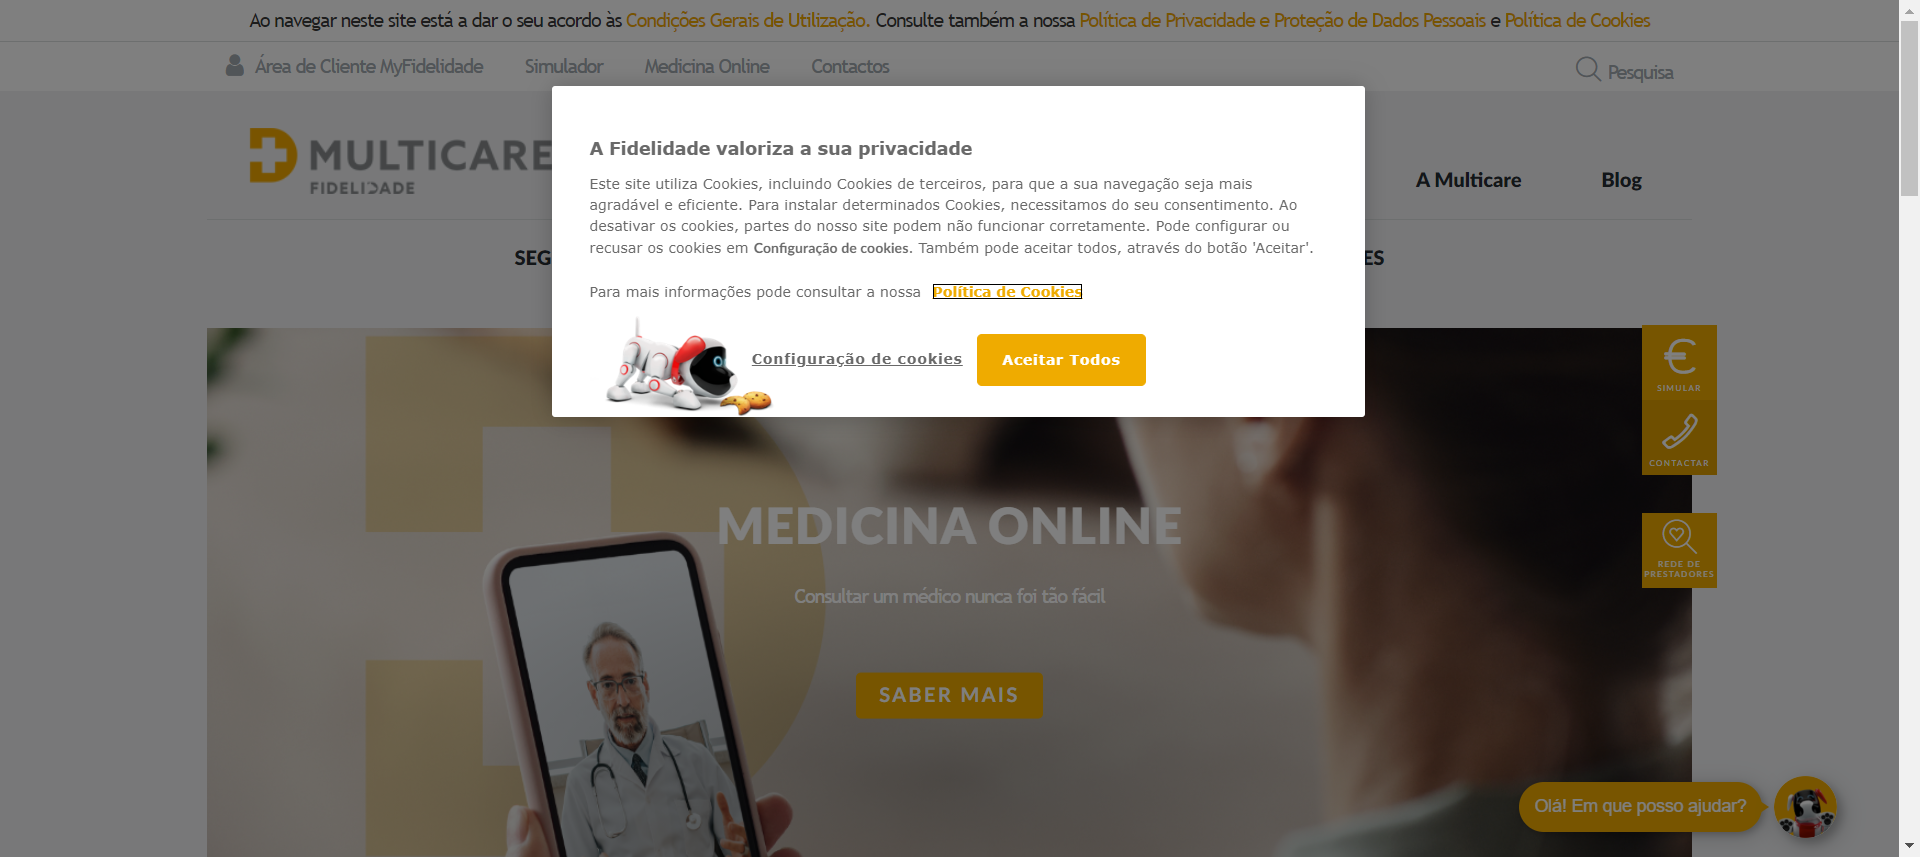 Ao navegar neste site está a dar o seu acordo às Condições Gerais de Utilização. Consulte também a nossa Política de Privacidade e Proteção de Dados Pessoais e Política de Cookies
Área de Cliente MyFidelidade Simulador Medicina Online Contactos Pesquisa
MULTICARE
FIDELIDADE
A Multicare Blog
A Fidelidade valoriza a sua privacidade
Este site utiliza Cookies, incluindo Cookies de terceiros, para que a sua navegação seja mais
agradável e eficiente. Para instalar determinados Cookies, necessitamos do seu consentimento. Ao
desativar os cookies, partes do nosso site podem não funcionar corretamente. Pode configurar ou
recusar os cookies em Configuração de cookies. Também pode aceitar todos, através do botão 'Aceitar'.
Para mais informações pode consultar a nossa Política de Cookies
Configuração de cookies Aceitar Todos
SEG ES
€
SIMULAR
CONTACTAR
REDE DE
PRESTADORES
MEDICINA ONLINE
Consultar um médico nunca foi tão fácil
SABER MAIS
Olá! Em que posso ajudar?